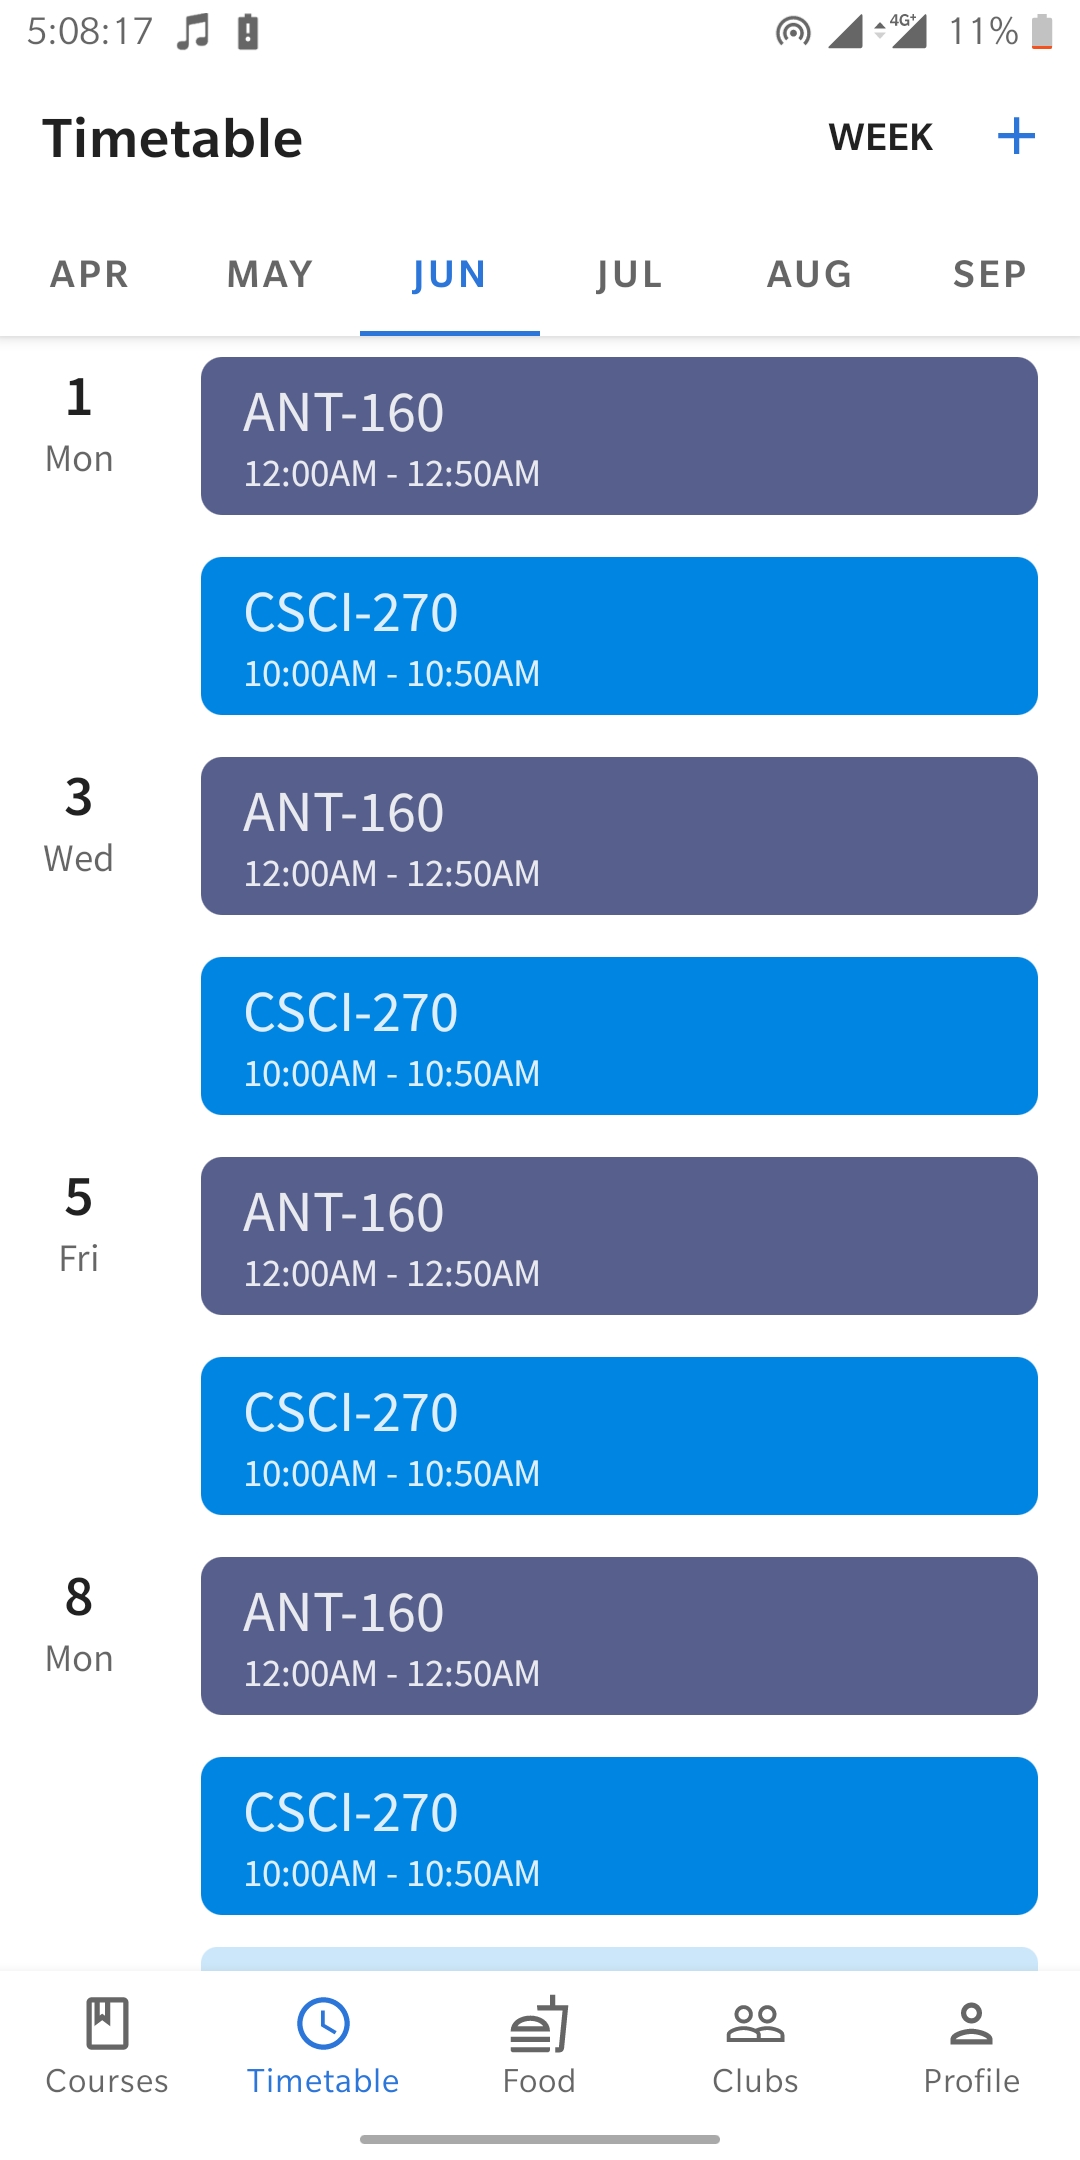 5:08:17 4G+ 11%
Timetable WEEK +
APR MAY JUN JUL AUG SEP
1
Mon
ANT-160
12:00AM - 12:50AM
CSCI-270
10:00AM - 10:50AM
3
Wed
ANT-160
12:00AM - 12:50AM
CSCI-270
10:00AM - 10:50AM
5
Fri
ANT-160
12:00AM - 12:50AM
CSCI-270
10:00AM - 10:50AM
8
Mon
ANT-160
12:00AM - 12:50AM
CSCI-270
10:00AM - 10:50AM
Courses Timetable Food Clubs Profile